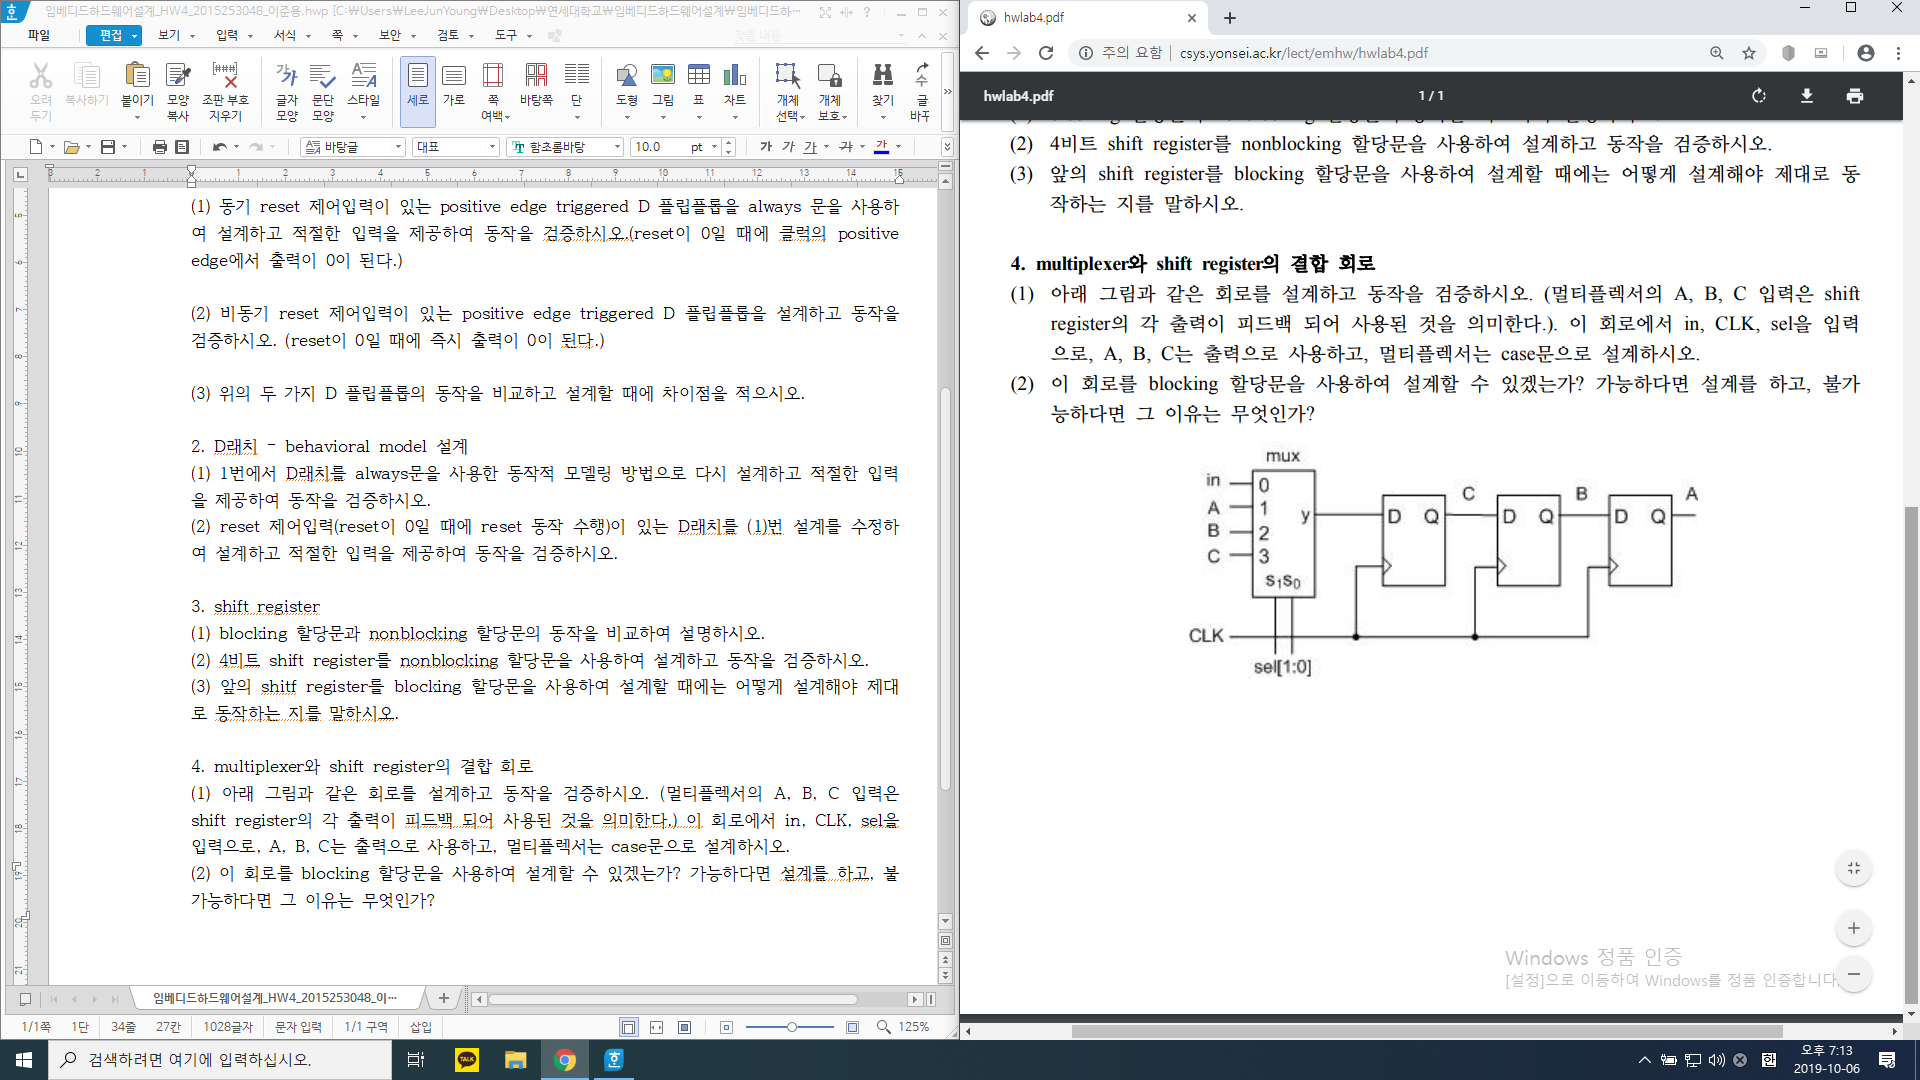 임베디드하드웨어설계_HW4_2015253048_이준용.hwp [C:₩Users₩LeeJunYoung₩Desktop₩연세대학교₩임베디드하드웨어설계₩임베디드하···
파일 편집 보기 입력 서식 쪽 보안 검토 도구 찾을 내용
오려 두기 복사하기 붙이기 모양 복사 조판 부호 지우기 글자 모양 문단 모양 스타일 세로 가로 쪽 여백 바탕쪽 단 도형 그림 표 차트 개체 선택 개체 보호 찾기
바탕글 대표 함초롬바탕 10.0 pt 가 가 가 가 가
(1) 동기 reset 제어입력이 있는 positive edge triggered D 플립플롭을 always 문을 사용하
여 설계하고 적절한 입력을 제공하여 동작을 검증하시오.(reset이 0일 때에 클럭의 positive
edge에서 출력이 0이 된다.)
(2) 비동기 reset 제어입력이 있는 positive edge triggered D 플립플롭을 설계하고 동작을
검증하시오. (reset이 0일 때에 즉시 출력이 0이 된다.)
(3) 위의 두 가지 D 플립플롭의 동작을 비교하고 설계할 때에 차이점을 적으시오.
2. D래치 - behavioral model 설계
(1) 1번에서 D래치를 always문을 사용한 동작적 모델링 방법으로 다시 설계하고 적절한 입력
을 제공하여 동작을 검증하시오.
(2) reset 제어입력(reset이 0일 때에 reset 동작 수행)이 있는 D래치를 (1)번 설계를 수정하
여 설계하고 적절한 입력을 제공하여 동작을 검증하시오.
3. shift register
(1) blocking 할당문과 nonblocking 할당문의 동작을 비교하여 설명하시오.
(2) 4비트 shift register를 nonblocking 할당문을 사용하여 설계하고 동작을 검증하시오.
(3) 앞의 shitf register를 blocking 할당문을 사용하여 설계할 때에는 어떻게 설계해야 제대
로 동작하는 지를 말하시오.
4. multiplexer와 shift register의 결합 회로
(1) 아래 그림과 같은 회로를 설계하고 동작을 검증하시오. (멀티플렉서의 A, B, C 입력은
shift register의 각 출력이 피드백 되어 사용된 것을 의미한다.) 이 회로에서 in, CLK, sel을
입력으로, A, B, C는 출력으로 사용하고, 멀티플렉서는 case문으로 설계하시오.
(2) 이 회로를 blocking 할당문을 사용하여 설계할 수 있겠는가? 가능하다면 설계를 하고, 불
가능하다면 그 이유는 무엇인가?
임베디드하드웨어설계_HW4_2015253048_이···
1/1쪽 1단 34줄 27칸 1028글자 문자 입력 1/1 구역 삽입 125%
hwlab4.pdf
주의 요함 csys.yonsei.ac.kr/lect/emhw/hwlab4.pdf
hwlab4.pdf 1 / 1
(2) 4비트 shift register를 nonblocking 할당문을 사용하여 설계하고 동작을 검증하시오.
(3) 앞의 shift register를 blocking 할당문을 사용하여 설계할 때에는 어떻게 설계해야 제대로 동
작하는 지를 말하시오.
4. multiplexer와 shift register의 결합 회로
(1) 아래 그림과 같은 회로를 설계하고 동작을 검증하시오. (멀티플렉서의 A, B, C 입력은 shift
register의 각 출력이 피드백 되어 사용된 것을 의미한다.). 이 회로에서 in, CLK, sel을 입력
으로, A, B, C는 출력으로 사용하고, 멀티플렉서는 case문으로 설계하시오.
(2) 이 회로를 blocking 할당문을 사용하여 설계할 수 있겠는가? 가능하다면 설계를 하고, 불가
능하다면 그 이유는 무엇인가?
mux
in 0
A 1
B 2
C 3
y
S1S0
D Q C D Q B D Q A
CLK
sel[1:0]
Windows 정품 인증
[설정]으로 이동하여 Windows를 정품 인증합니다.
검색하려면 여기에 입력하십시오.
TALK
한
오후 7:13
2019-10-06